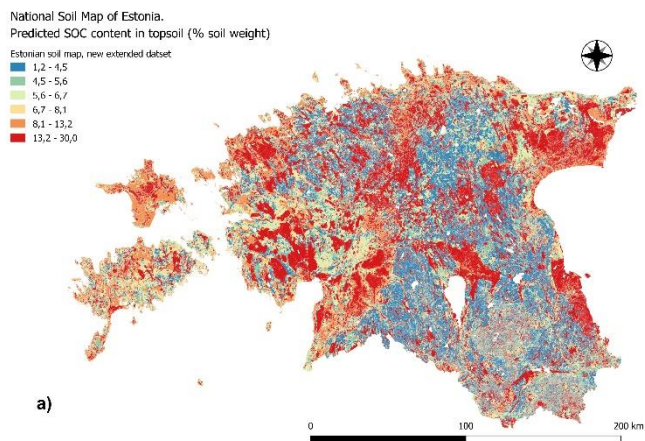 National Soil Map of Estonia.
Predicted SOC content in topsoil (% soil weight)
Estonian soil map, new extended datset
1,2 - 4,5
4,5 - 5,6
5,6 - 6,7
6,7 - 8,1
8,1 - 13,2
13,2 - 30,0
a)
0 100 200 km